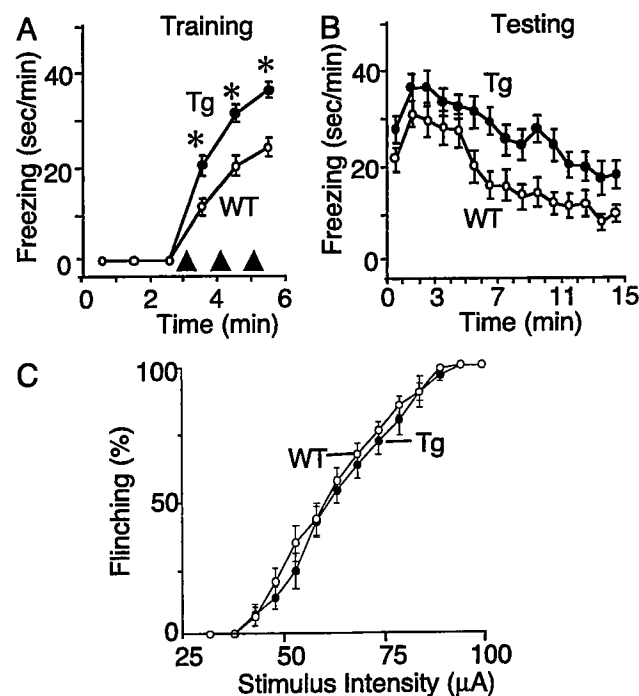 A Training
Freezing (sec/min)
40
20
0
Tg
WT
* * *
0 2 4 6
Time (min)
B Testing
Freezing (sec/min)
40
20
0
Tg
WT
3 7 11 15
Time (min)
C
Flinching (%)
100
50
0
WT
Tg
25 50 75 100
Stimulus Intensity (μA)